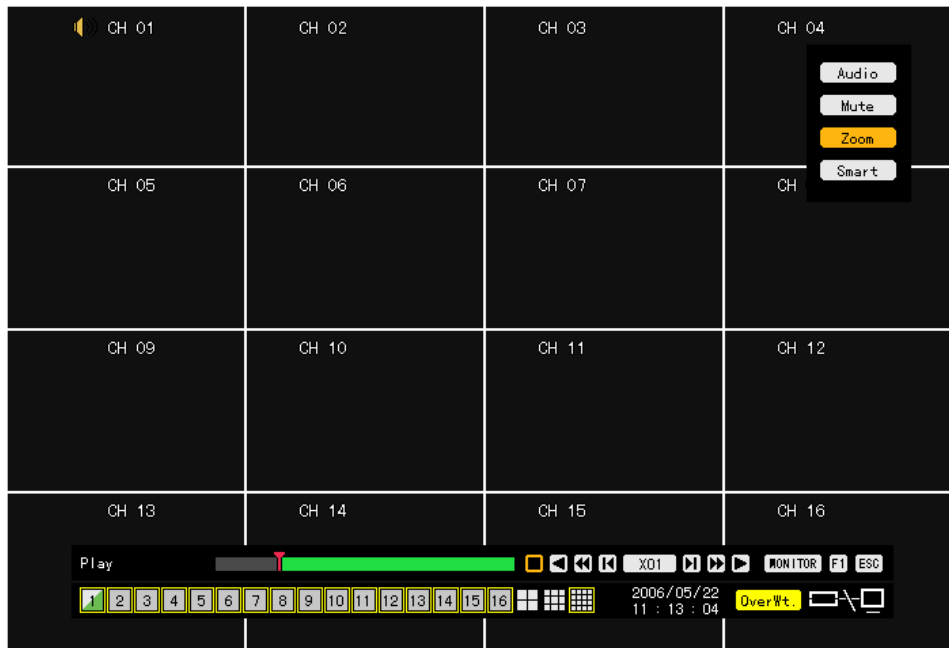 CH 01 CH 02 CH 03 CH 04
Audio
Mute
Zoom
Smart
CH 05 CH 06 CH 07 CH
CH 09 CH 10 CH 11 CH 12
CH 13 CH 14 CH 15 CH 16
Play X01 MONITOR F1 ESC
1 2 3 4 5 6 7 8 9 10 11 12 13 14 15 16 2006/05/22 OverWt.
11 : 13 : 04